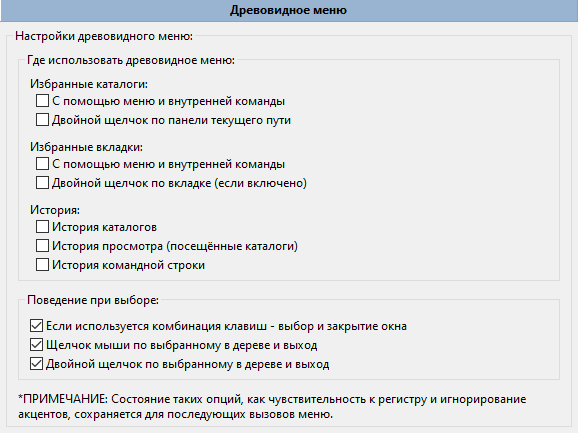 Древовидное меню
Настройки древовидного меню:
Где использовать древовидное меню:
Избранные каталоги:
С помощью меню и внутренней команды
Двойной щелчок по панели текущего пути
Избранные вкладки:
С помощью меню и внутренней команды
Двойной щелчок по вкладке (если включено)
История:
История каталогов
История просмотра (посещённые каталоги)
История командной строки
Поведение при выборе:
Если используется комбинация клавиш - выбор и закрытие окна
Щелчок мыши по выбранному в дереве и выход
Двойной щелчок по выбранному в дереве и выход
*ПРИМЕЧАНИЕ: Состояние таких опций, как чувствительность к регистру и игнорирование
акцентов, сохраняется для последующих вызовов меню.